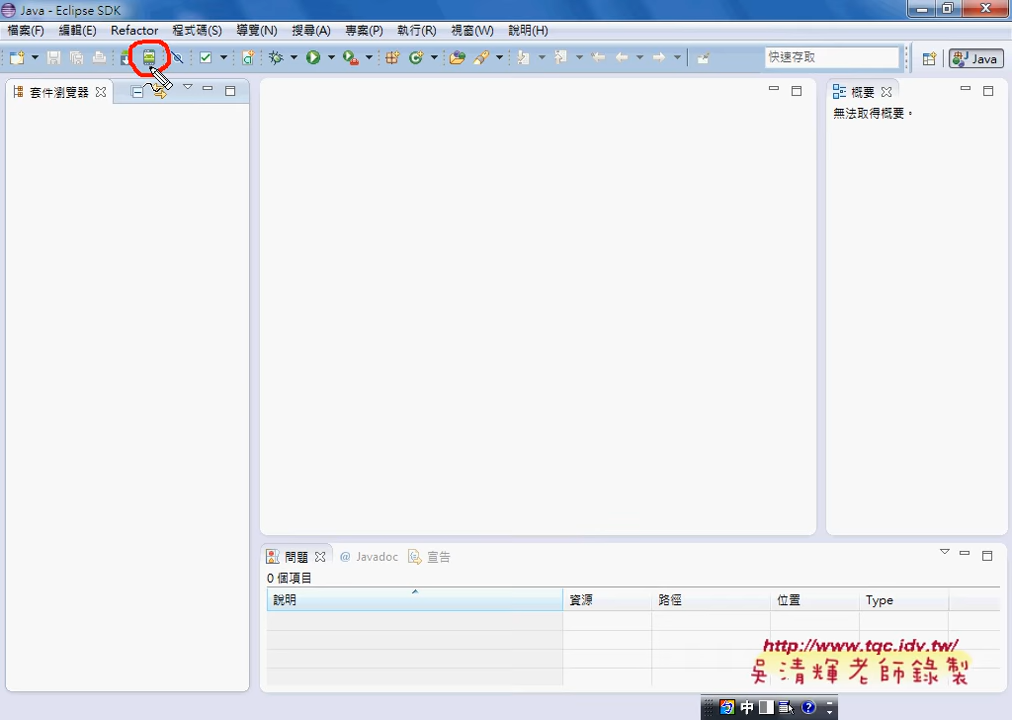 Java - Eclipse SDK
檔案(F) 編輯(E) Refactor 程式碼(S) 導覽(N) 搜尋(A) 專案(P) 執行(R) 視窗(W) 說明(H)
快速存取
Java
套件瀏覽器
概要
無法取得概要。
問題 @ Javadoc 宣告
0 個項目
說明 資源 路徑 位置 Type
http://www.tqc.idv.tw/
吳清輝老師錄製
中